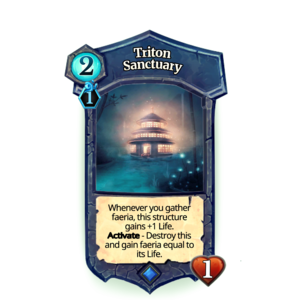 2
Triton
Sanctuary
1
Whenever you gather
faeria, this structure
gains +1 Life.
Activate - Destroy this
and gain faeria equal to
its Life.
1